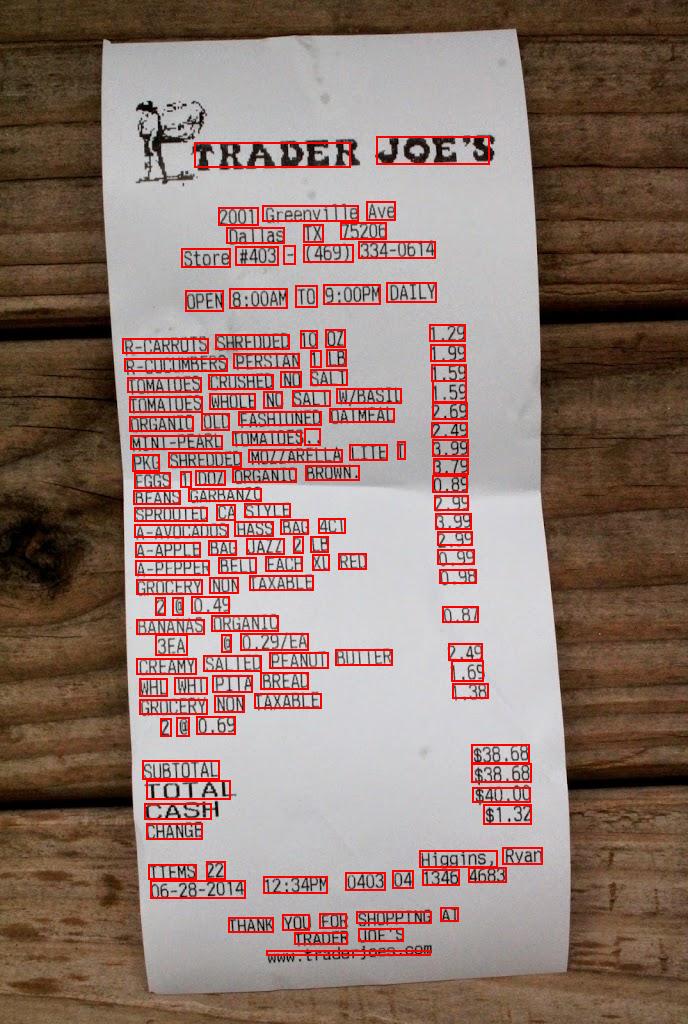 TRADER JOE'S
2001 Greenville Ave
Dallas TX 75206
Store #403 - (469) 334-0614
OPEN 8:00AM TO 9:00PM DAILY
R-CARROTS SHREDDED 10 OZ 1.29
R-CUCUMBERS PERSIAN 1 LB 1.99
TOMATOES CRUSHED NO SALT 1.59
TOMATOES WHOLE NO SALT W/BASIL 1.59
ORGANIC OLD FASHIONED OATMEAL 2.69
MINI-PEARL TOMATOES.. 2.49
PKG SHREDDED MOZZARELLA LITE T 3.99
EGGS 1 DOZ ORGANIC BROWN. 3.79
BEANS GARBANZO 0.89
SPROUTED CA STYLE 2.99
A-AVOCADOS HASS BAG 4CT 3.99
A-APPLE BAG JAZZ 2 LB 2.99
A-PEPPER BELL EACH XL RED 0.99
GROCERY NON TAXABLE 0.98
2 @ 0.49
BANANAS ORGANIC 0.87
3EA @ 0.29/EA
CREAMY SALTED PEANUT BUTTER 2.49
WHL WHT PITA BREAD 1.69
GROCERY NON TAXABLE 1.38
2 @ 0.69
SUBTOTAL $38.68
TOTAL $38.68
CASH $40.00
CHANGE $1.32
Higgins, Ryan
ITEMS 22
06-28-2014 12:34PM 0403 04 1346 4683
THANK YOU FOR SHOPPING AT
TRADER JOE'S
www.traderjoes.com